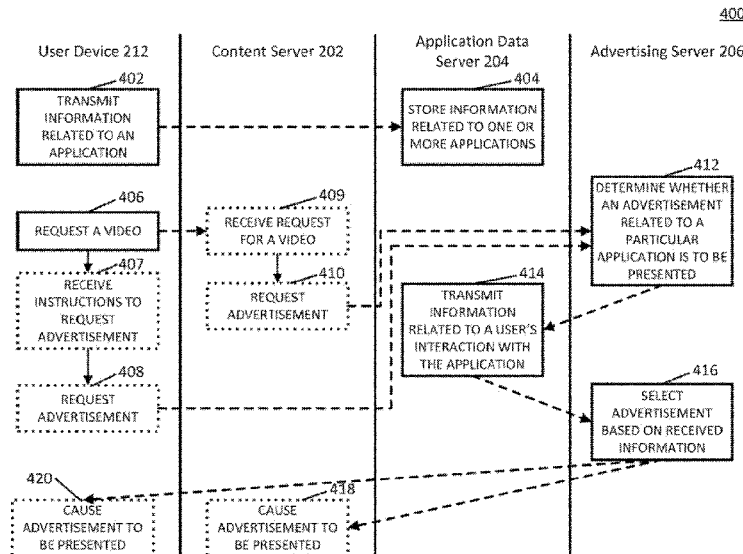 400
User Device 212
Content Server 202
Application Data
Server 204
Advertising Server 206
402
TRANSMIT
INFORMATION
RELATED TO AN
APPLICATION
404
STORE INFORMATION
RELATED TO ONE OR
MORE APPLICATIONS
406
REQUEST A VIDEO
409
RECEIVE REQUEST
FOR A VIDEO
412
DETERMINE WHETHER
AN ADVERTISEMENT
RELATED TO A
PARTICULAR
APPLICATION IS TO BE
PRESENTED
407
RECEIVE
INSTRUCTIONS TO
REQUEST
ADVERTISEMENT
410
REQUEST
ADVERTISEMENT
414
TRANSMIT
INFORMATION
RELATED TO A USER'S
INTERACTION WITH
THE APPLICATION
408
REQUEST
ADVERTISEMENT
416
SELECT
ADVERTISEMENT
BASED ON RECEIVED
INFORMATION
420
CAUSE
ADVERTISEMENT TO
BE PRESENTED
418
CAUSE
ADVERTISEMENT TO
BE PRESENTED